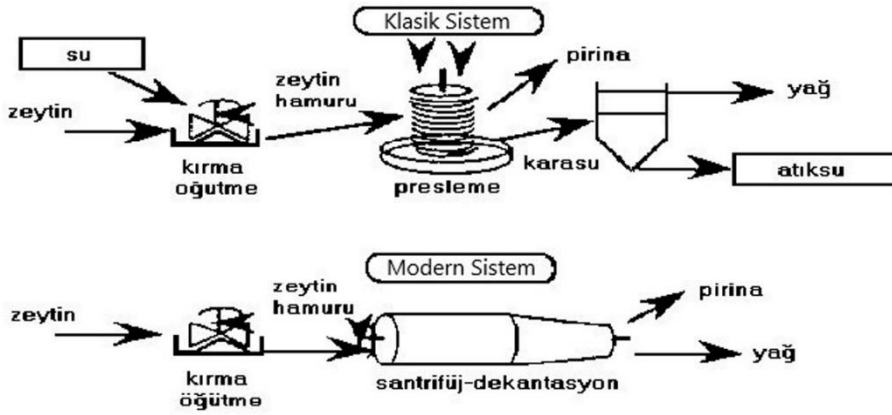 Klasik Sistem
su
zeytin
zeytin
hamuru
pirina
yağ
kırma
öğutme
presleme
karasu
atıksu
Modern Sistem
zeytin
zeytin
hamuru
pirina
yağ
kırma
öğütme
santrifüj-dekantasyon